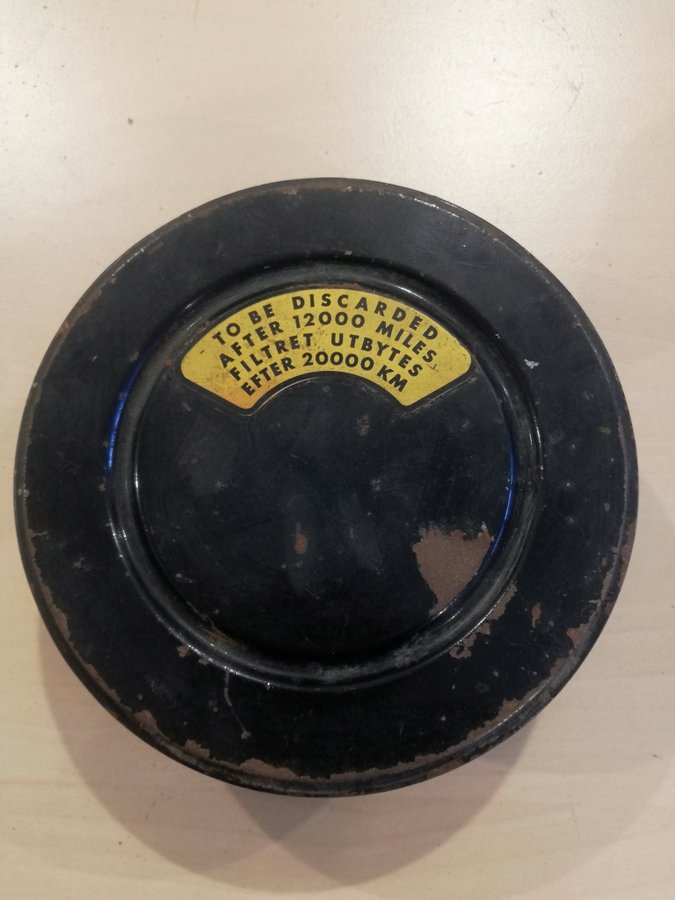 TO BE DISCARDED
AFTER 12000 MILES
FILTRET UTBYTES
EFTER 20000 KM